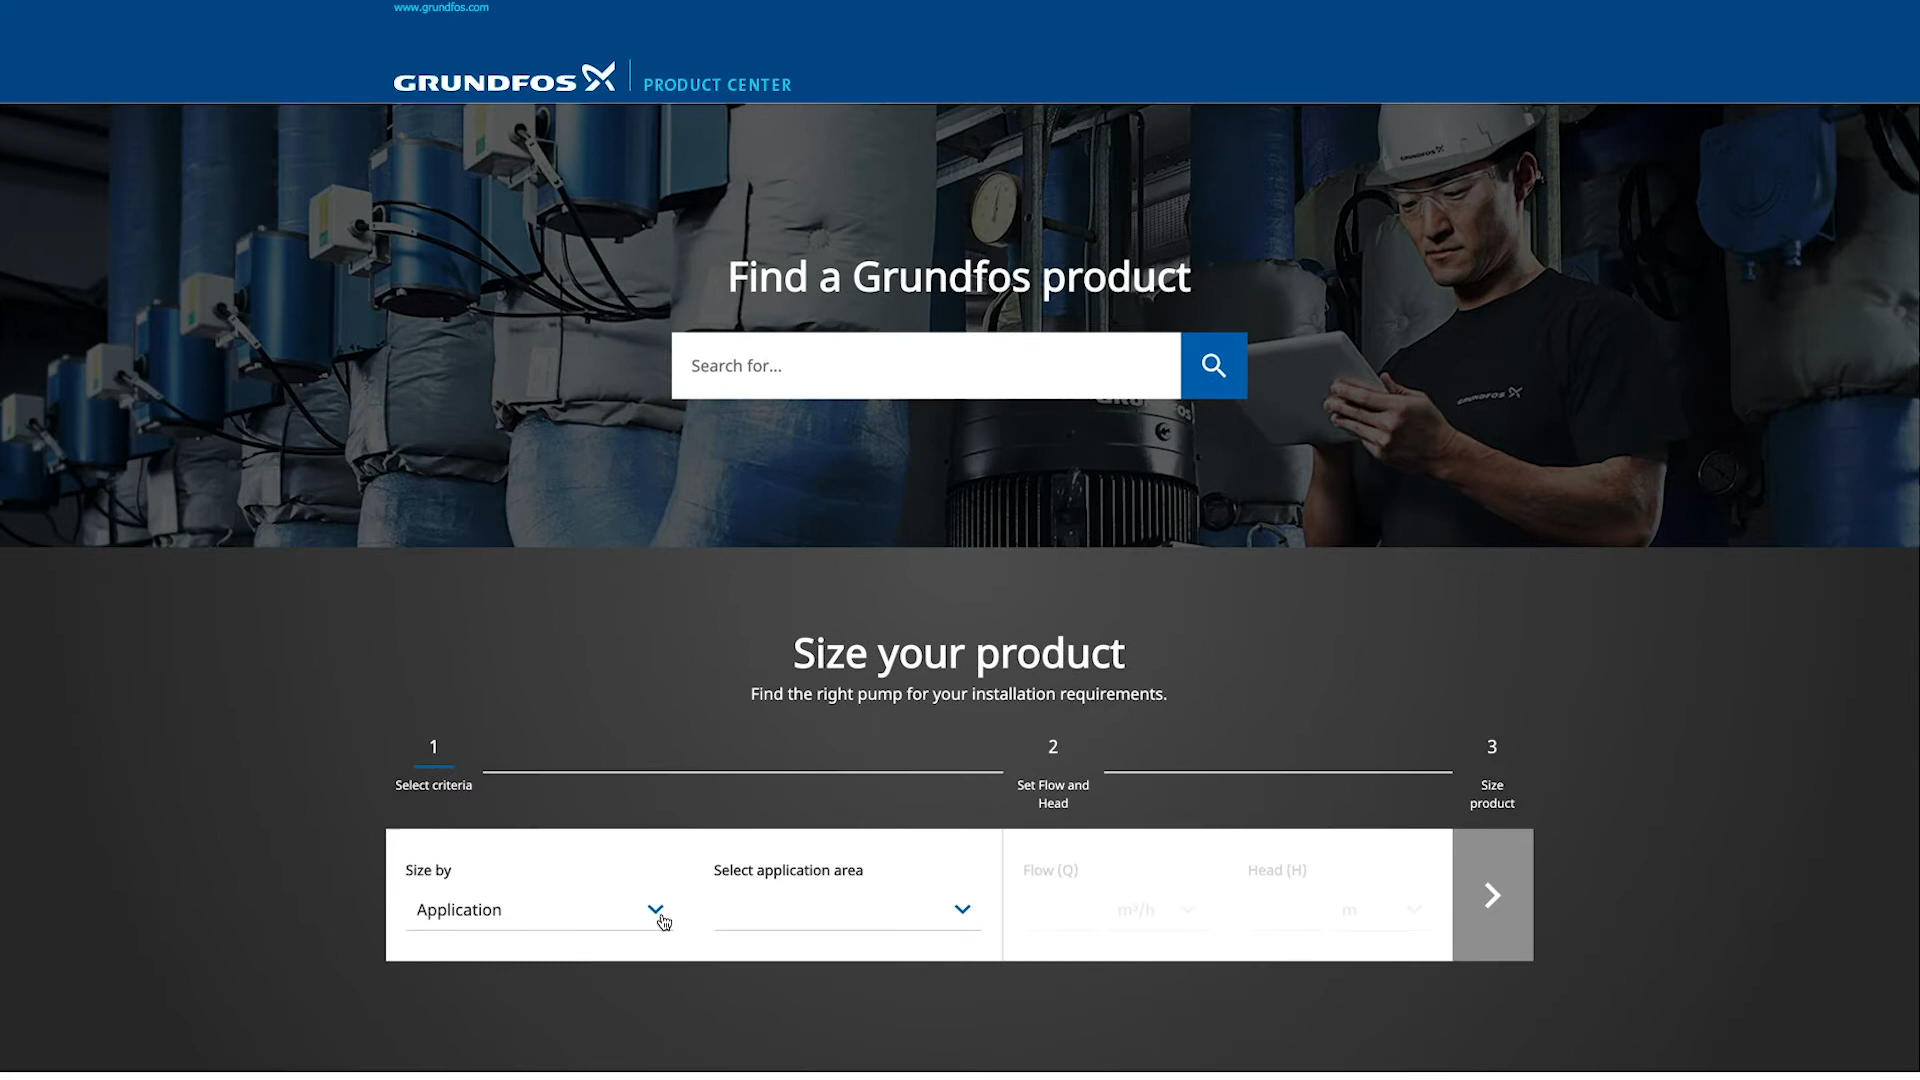 www.grundfos.com
GRUNDFOS
PRODUCT CENTER
GRUNDFOS
Find a Grundfos product
Search for...
GRUNDFOS
Size your product
Find the right pump for your installation requirements.
1
Select criteria
2
Set Flow and
Head
3
Size
product
Size by
Application
Select application area
Flow (Q)
m³/h
Head (H)
m